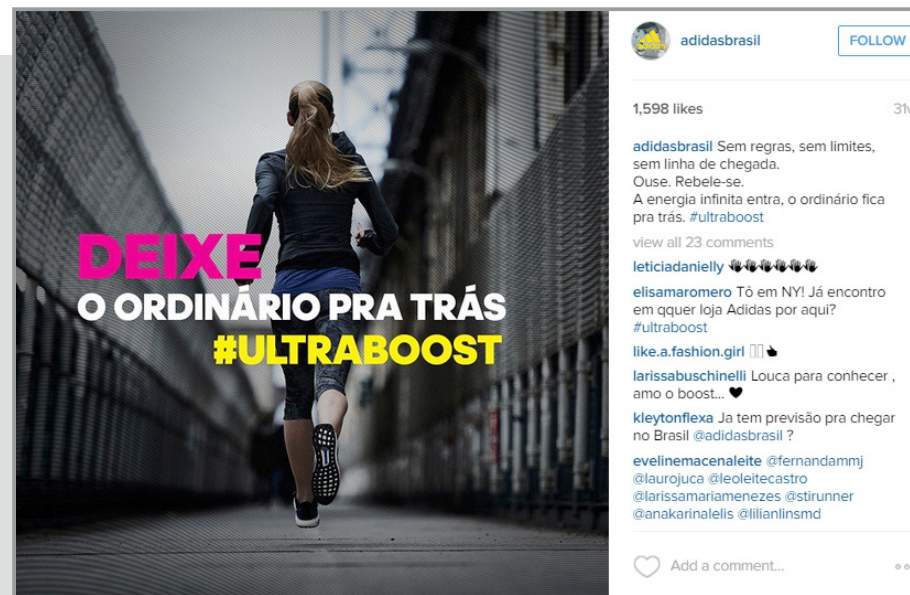 DEIXE
O ORDINÁRIO PRA TRÁS
#ULTRABOOST
adidasbrasil
FOLLOW
1,598 likes
adidasbrasil Sem regras, sem limites,
sem linha de chegada.
Ouse. Rebele-se.
A energia infinita entra, o ordinário fica
pra trás. #ultraboost
view all 23 comments
leticiadanielly
elisamaromero Tô em NY! Já encontro
em qquer loja Adidas por aqui?
#ultraboost
like.a.fashion.girl
larissabuschinelli Louca para conhecer ,
amo o boost...
kleytonflexa Ja tem previsão pra chegar
no Brasil @adidasbrasil ?
evelinemacenaleite @fernandammj
@laurojuca @leoleitecastro
@larissamariamenezes @stirunner
@anakarinalelis @lilianlinsmd
Add a comment...